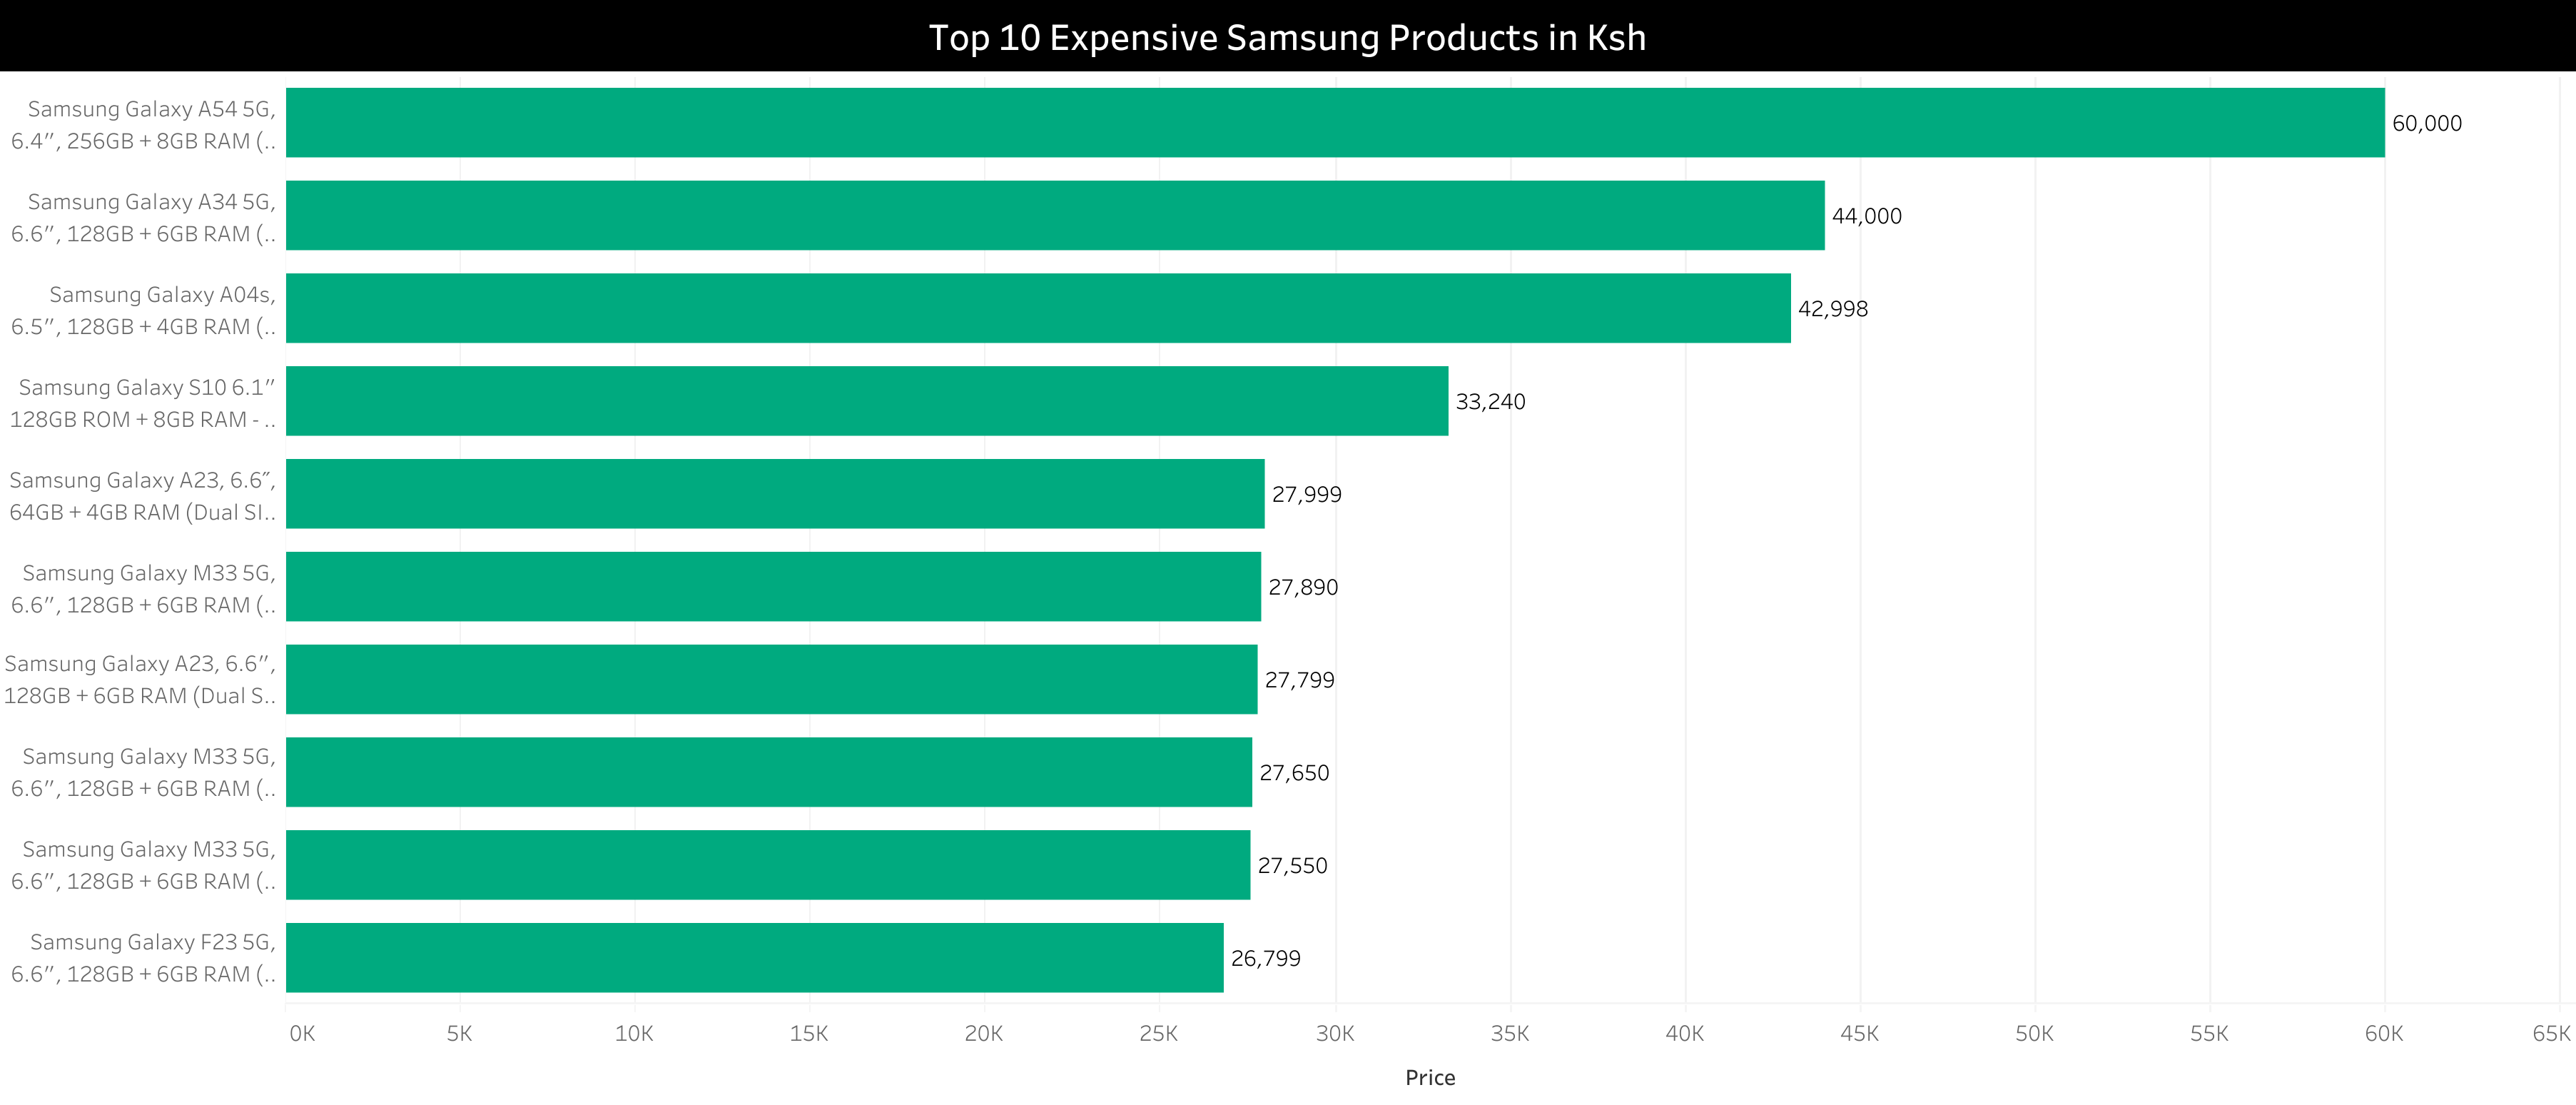 Top 10 Expensive Samsung Products in Ksh
Samsung Galaxy A54 5G,
6.4″, 256GB + 8GB RAM (..
60,000
Samsung Galaxy A34 5G,
6.6″, 128GB + 6GB RAM (..
44,000
Samsung Galaxy A04s,
6.5″, 128GB + 4GB RAM (..
42,998
Samsung Galaxy S10 6.1″
128GB ROM + 8GB RAM - ..
33,240
Samsung Galaxy A23, 6.6″,
64GB + 4GB RAM (Dual SI..
27,999
Samsung Galaxy M33 5G,
6.6″, 128GB + 6GB RAM (..
27,890
Samsung Galaxy A23, 6.6″,
128GB + 6GB RAM (Dual S..
27,799
Samsung Galaxy M33 5G,
6.6″, 128GB + 6GB RAM (..
27,650
Samsung Galaxy M33 5G,
6.6″, 128GB + 6GB RAM (..
27,550
Samsung Galaxy F23 5G,
6.6″, 128GB + 6GB RAM (..
26,799
0K 5K 10K 15K 20K 25K 30K 35K 40K 45K 50K 55K 60K 65K
Price